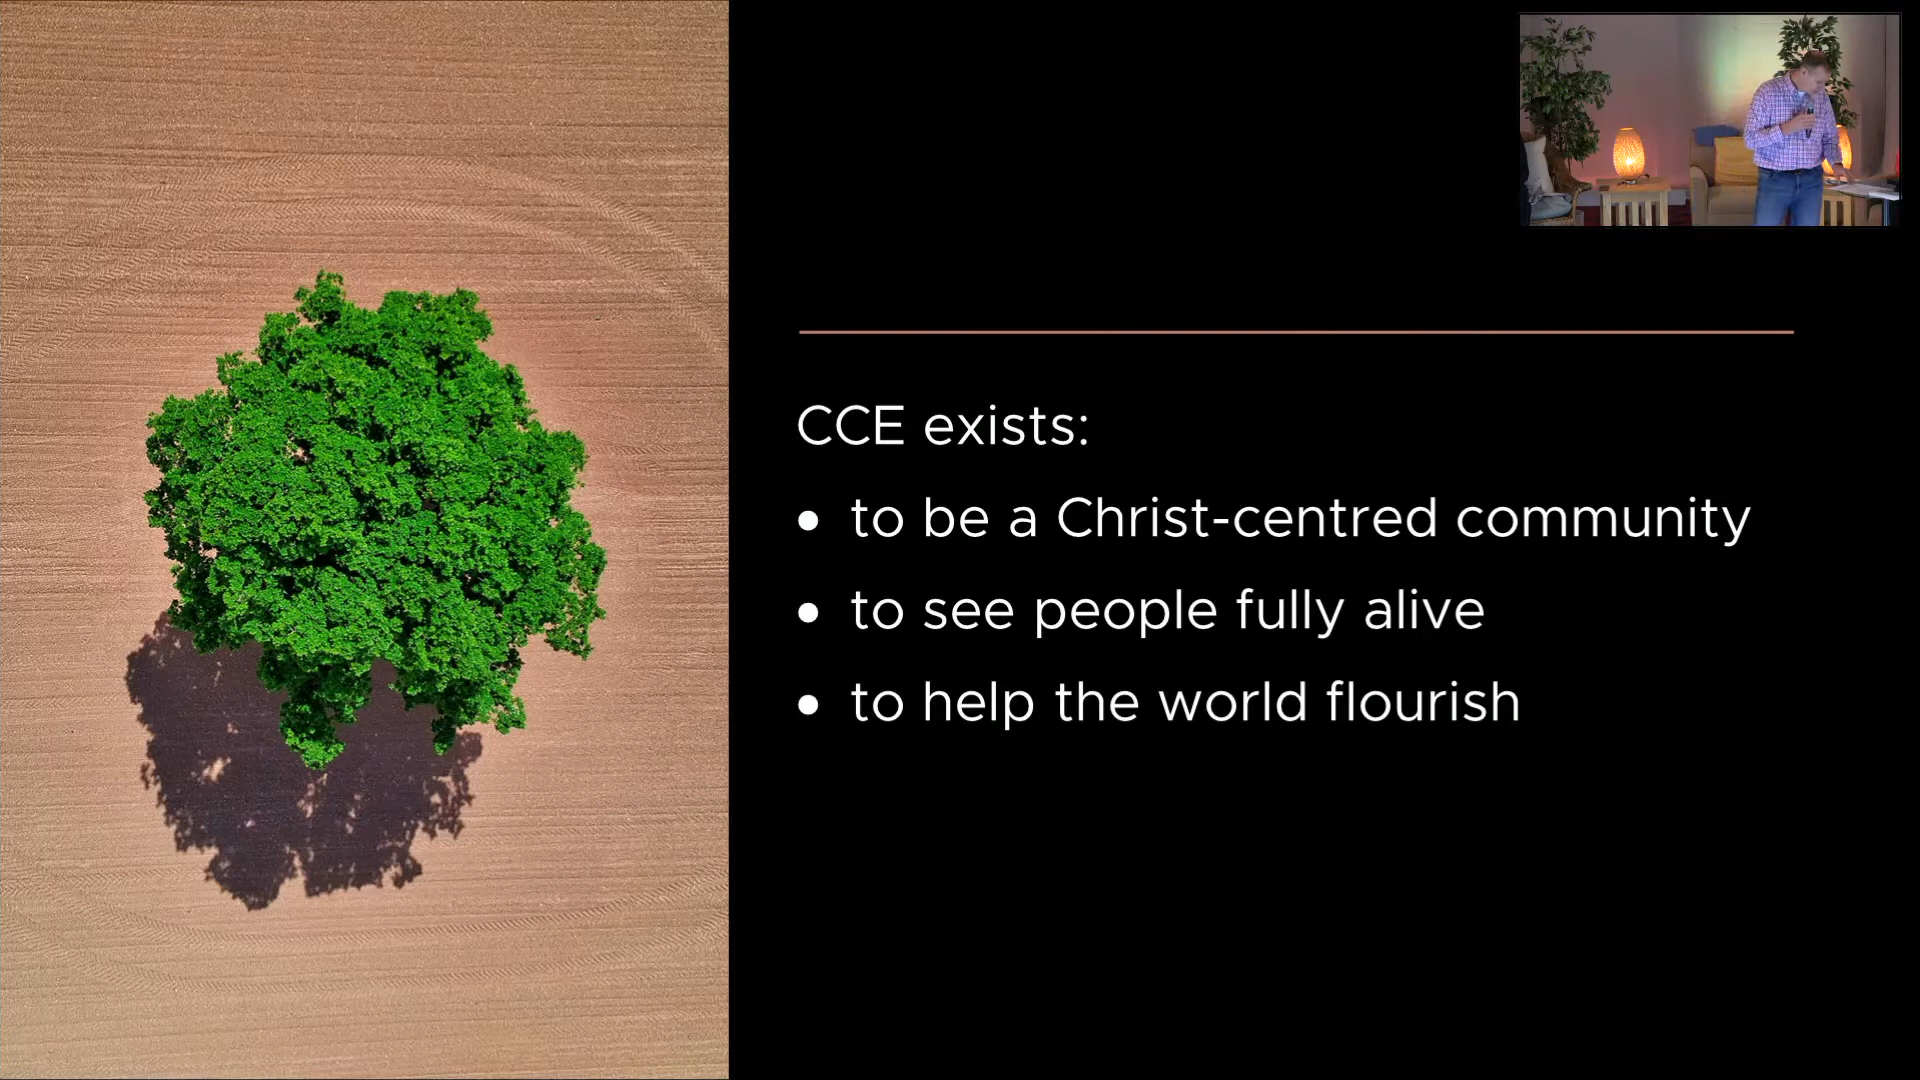 CCE exists:
• to be a Christ-centred community
• to see people fully alive
• to help the world flourish